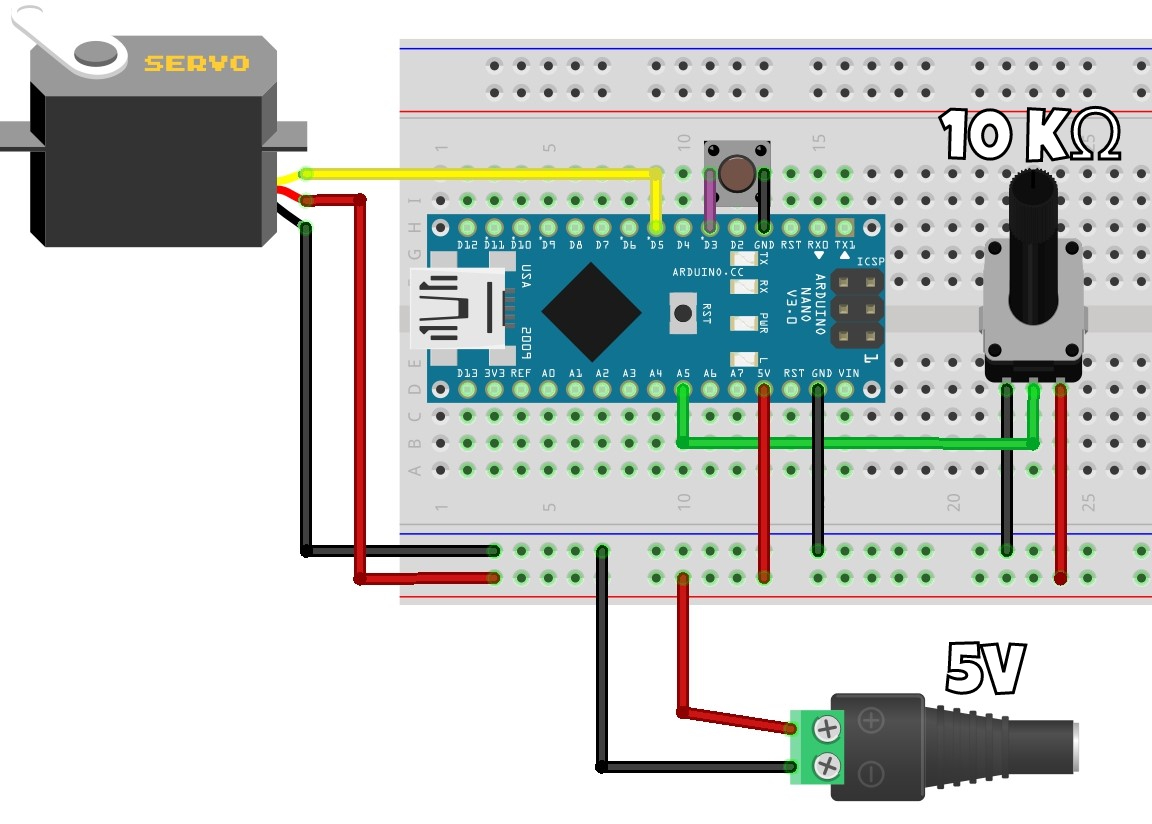 SERVO
10 KΩ
1 5 10 15
I
H
G
D12 D11 D10 D9 D8 D7 D6 D5 D4 D3 D2 GND RST RX0 TX1
TX
RX
PWR
L
ARDUINO.CC
RST
USA
2009
ARDUINO
NANO
V3.0
ICSP
1
D13 3V3 REF A0 A1 A2 A3 A4 A5 A6 A7 5V RST GND VIN
E
D
C
B
A
1 5 10 20 25
5V
+
−